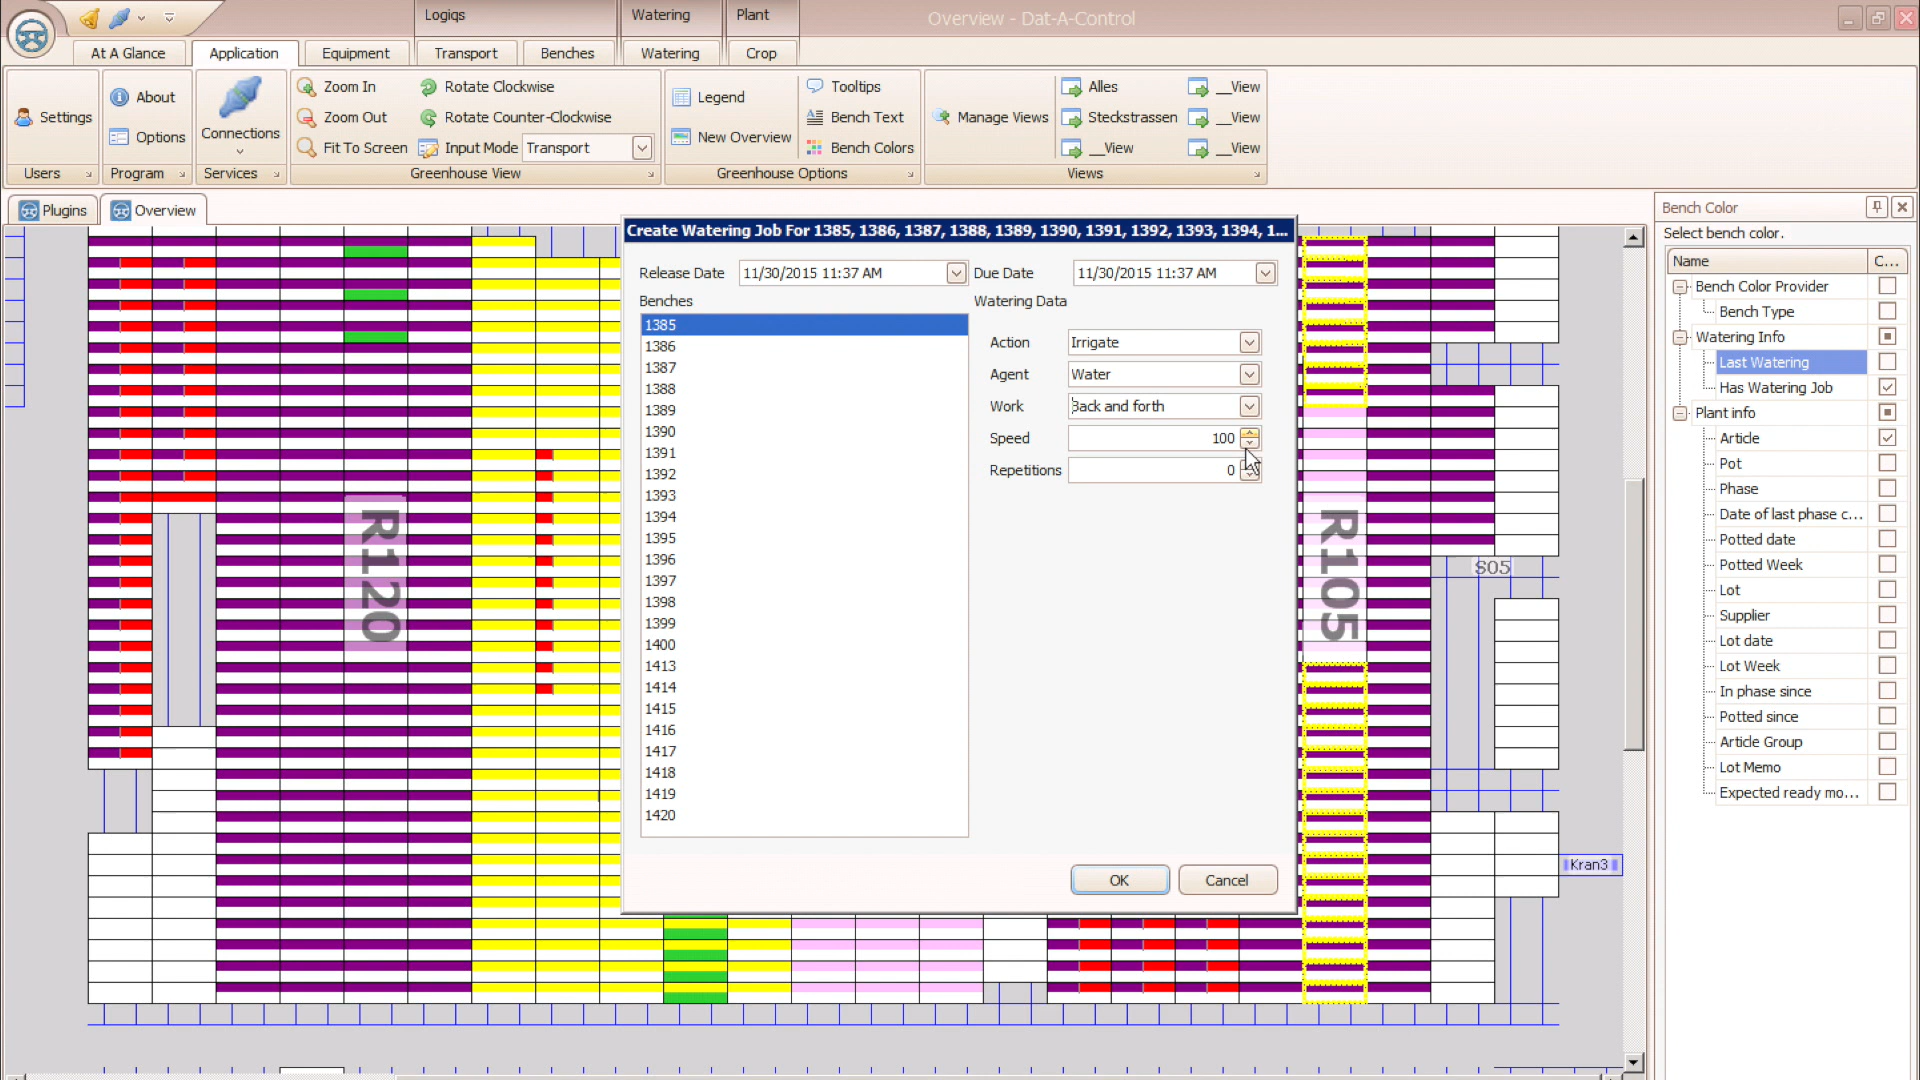 Logiqs
Watering
Plant
Overview - Dat-A-Control
At A Glance
Application
Equipment
Transport
Benches
Watering
Crop
Settings
Users
About
Options
Program
Connections
Services
Zoom In
Zoom Out
Fit To Screen
Rotate Clockwise
Rotate Counter-Clockwise
Input Mode
Transport
Greenhouse View
Legend
New Overview
Tooltips
Bench Text
Bench Colors
Greenhouse Options
Manage Views
Alles
Steckstrassen
__View
__View
__View
__View
Views
Plugins
Overview
R120
R105
S05
Kran3
Create Watering Job For 1385, 1386, 1387, 1388, 1389, 1390, 1391, 1392, 1393, 1394, 1...
Release Date
11/30/2015 11:37 AM
Due Date
11/30/2015 11:37 AM
Benches
1385
1386
1387
1388
1389
1390
1391
1392
1393
1394
1395
1396
1397
1398
1399
1400
1413
1414
1415
1416
1417
1418
1419
1420
Watering Data
Action
Irrigate
Agent
Water
Work
Back and forth
Speed
100
Repetitions
0
OK
Cancel
Bench Color
Select bench color.
Name
C...
Bench Color Provider
Bench Type
Watering Info
Last Watering
Has Watering Job
Plant info
Article
Pot
Phase
Date of last phase c...
Potted date
Potted Week
Lot
Supplier
Lot date
Lot Week
In phase since
Potted since
Article Group
Lot Memo
Expected ready mo...